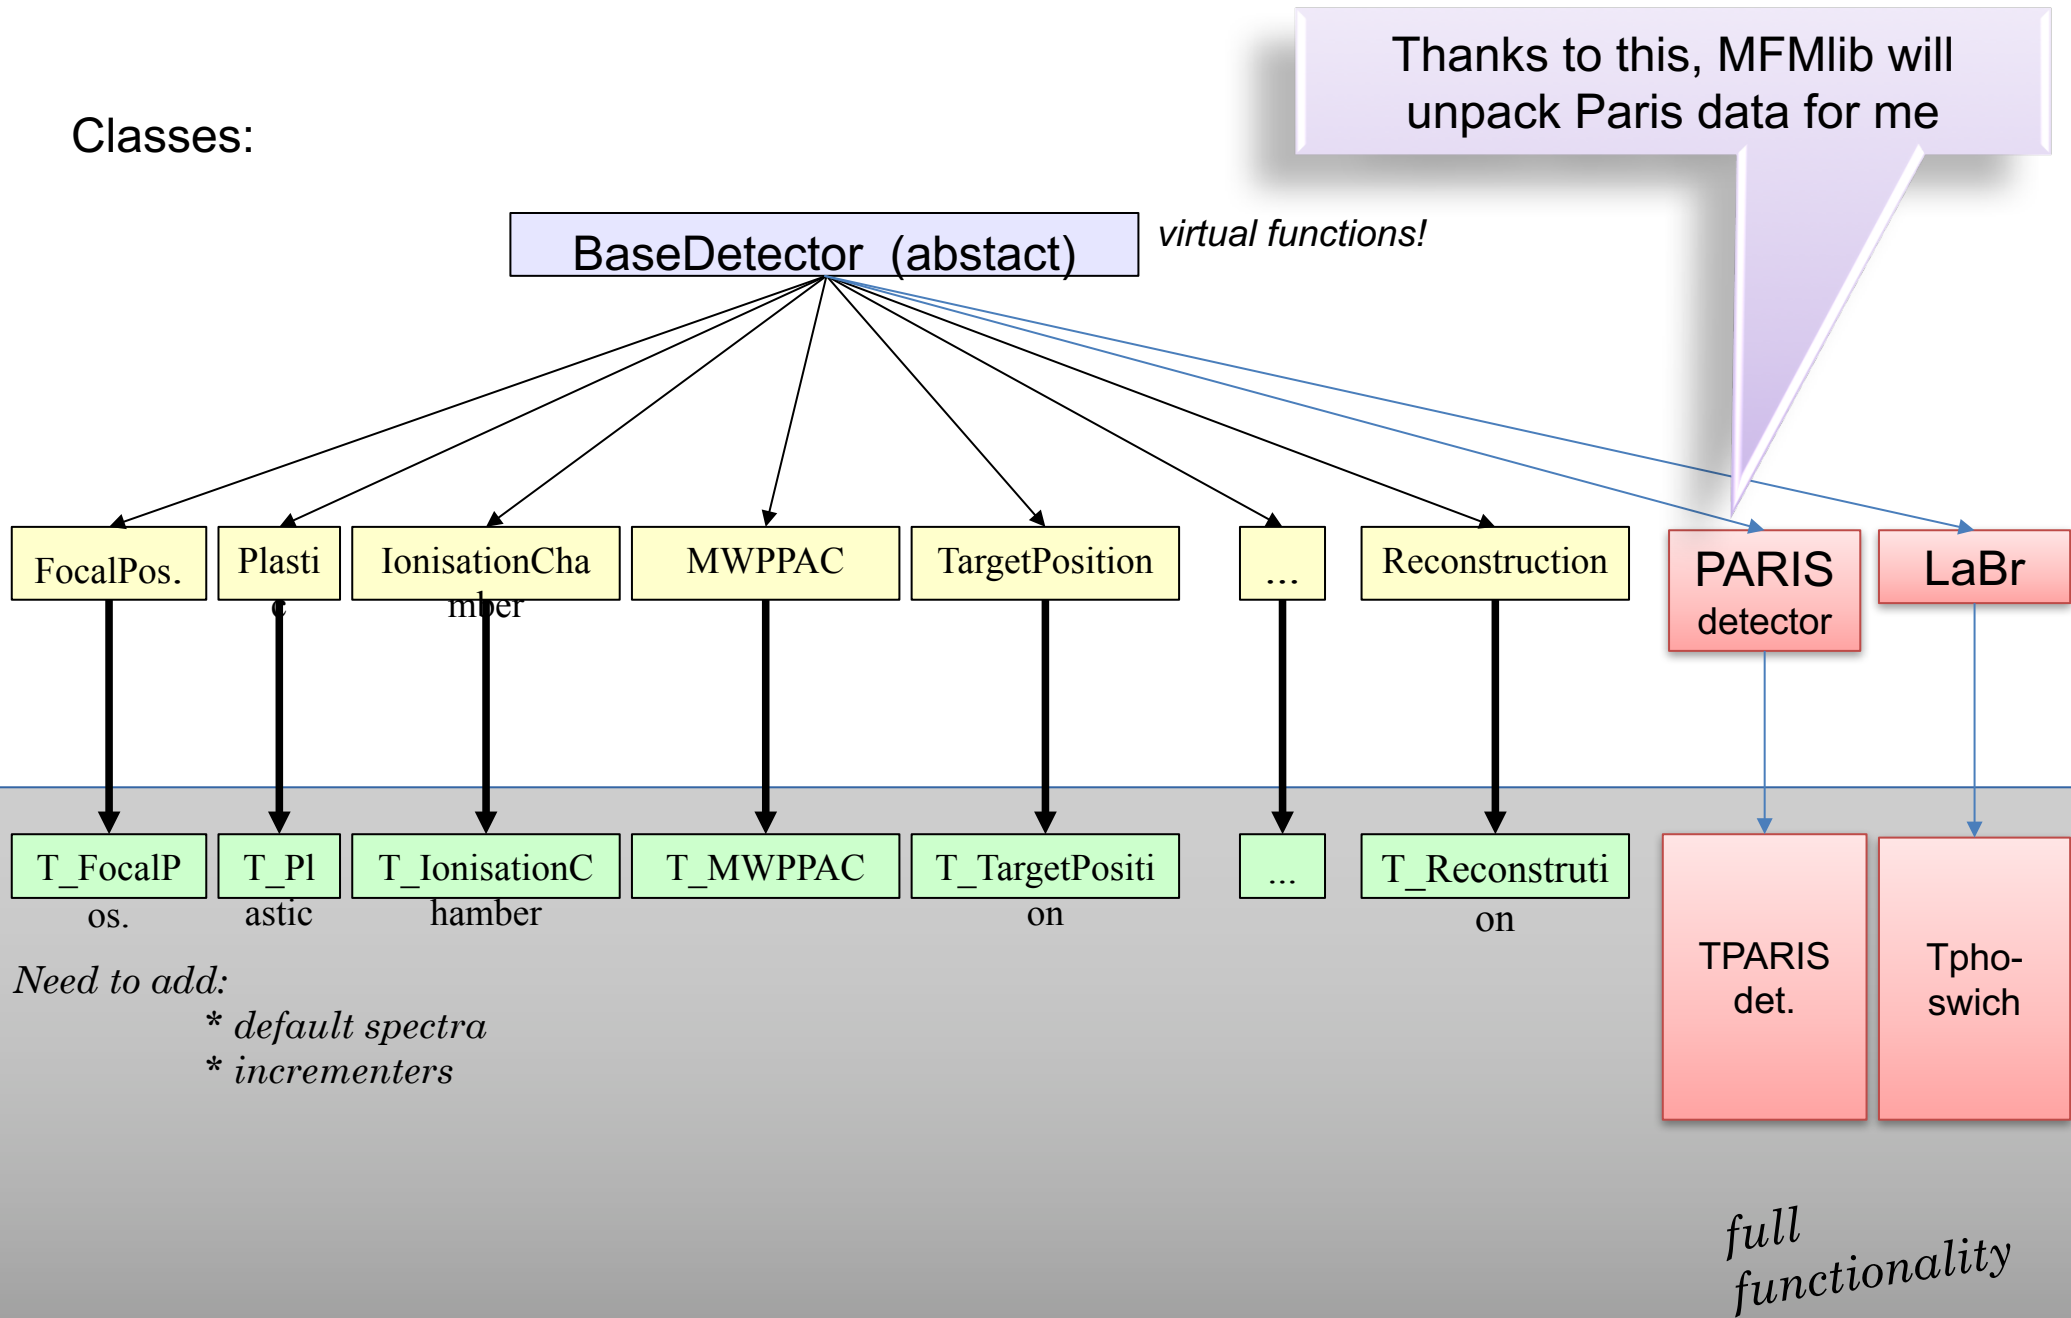 Thanks to this, MFMlib will
unpack Paris data for me
Classes:
BaseDetector (abstact)
virtual functions!
FocalPos.
Plasti
c
IonisationCha
mber
MWPPAC
TargetPosition
...
Reconstruction
PARIS
detector
LaBr
T_FocalP
os.
T_Pl
astic
T_IonisationC
hamber
T_MWPPAC
T_TargetPositi
on
...
T_Reconstruti
on
TPARIS
det.
Tpho-
swich
Need to add:
* default spectra
* incrementers
full
functionality